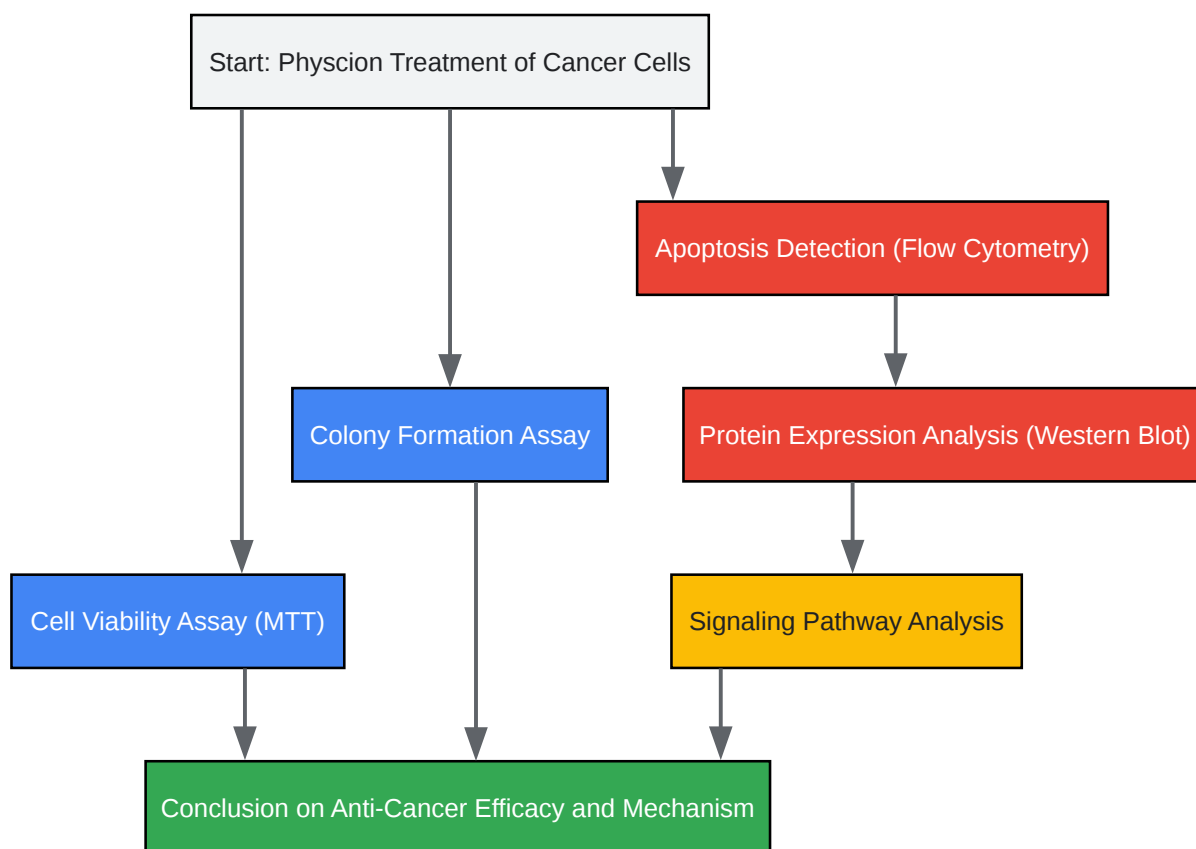 Start: Physcion Treatment of Cancer Cells
Apoptosis Detection (Flow Cytometry)
Colony Formation Assay
Protein Expression Analysis (Western Blot)
Cell Viability Assay (MTT)
Signaling Pathway Analysis
Conclusion on Anti-Cancer Efficacy and Mechanism